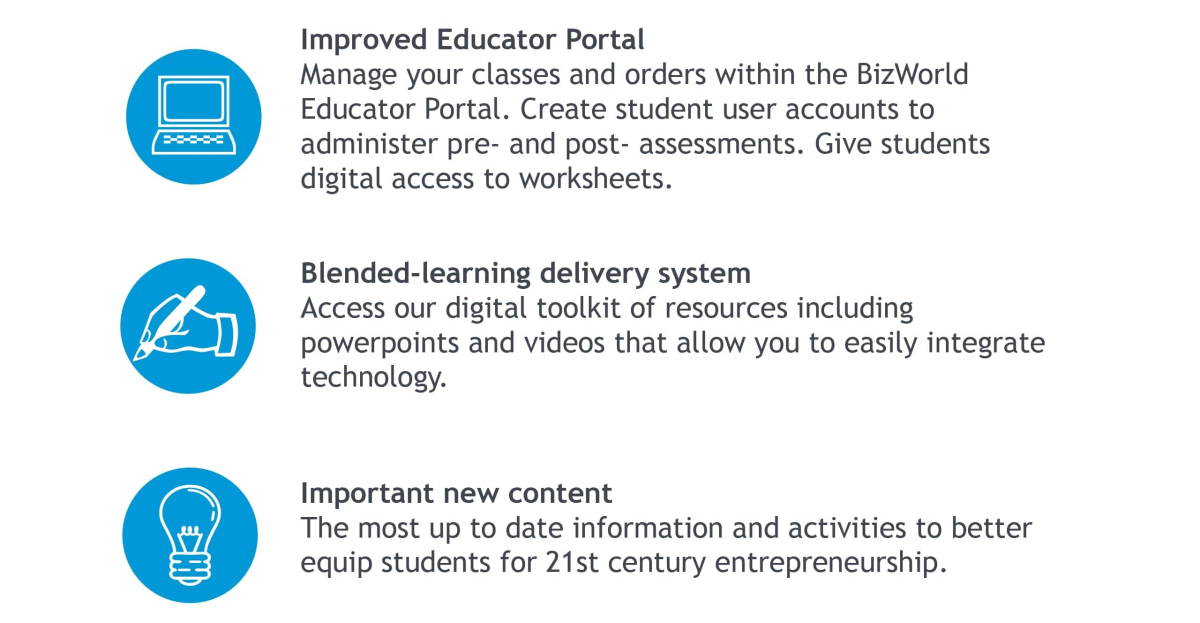 Improved Educator Portal
Manage your classes and orders within the BizWorld
Educator Portal. Create student user accounts to
administer pre- and post- assessments. Give students
digital access to worksheets.
Blended-learning delivery system
Access our digital toolkit of resources including
powerpoints and videos that allow you to easily integrate
technology.
Important new content
The most up to date information and activities to better
equip students for 21st century entrepreneurship.